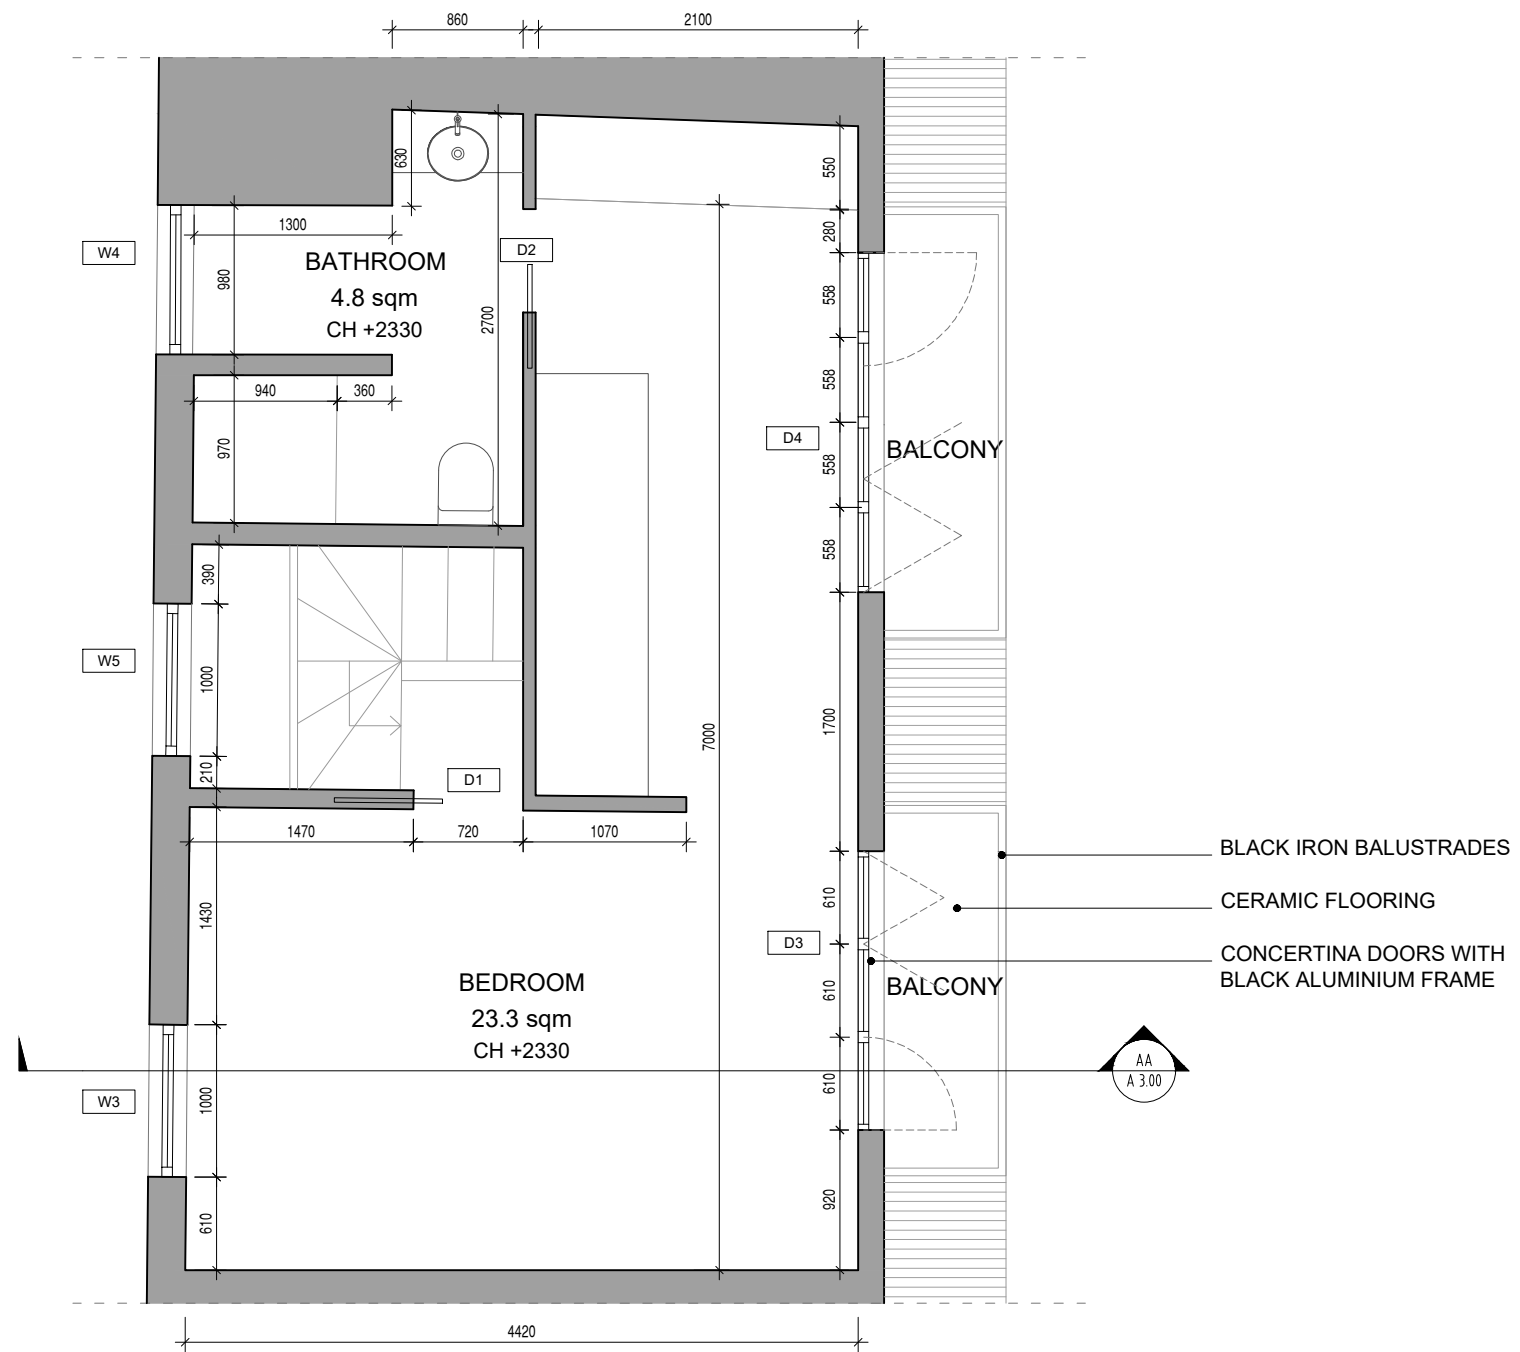 860
2100
630
550
1300
W4
D2
280
BATHROOM
4.8 sqm
CH +2330
980
2700
558
558
940
360
970
D4
BALCONY
558
558
390
W5
1000
1700
7000
210
D1
1470
720
1070
BLACK IRON BALUSTRADES
610
CERAMIC FLOORING
1430
D3
CONCERTINA DOORS WITH
BLACK ALUMINIUM FRAME
BEDROOM
23.3 sqm
CH +2330
610
BALCONY
AA
A 3.00
W3
1000
610
610
920
4420